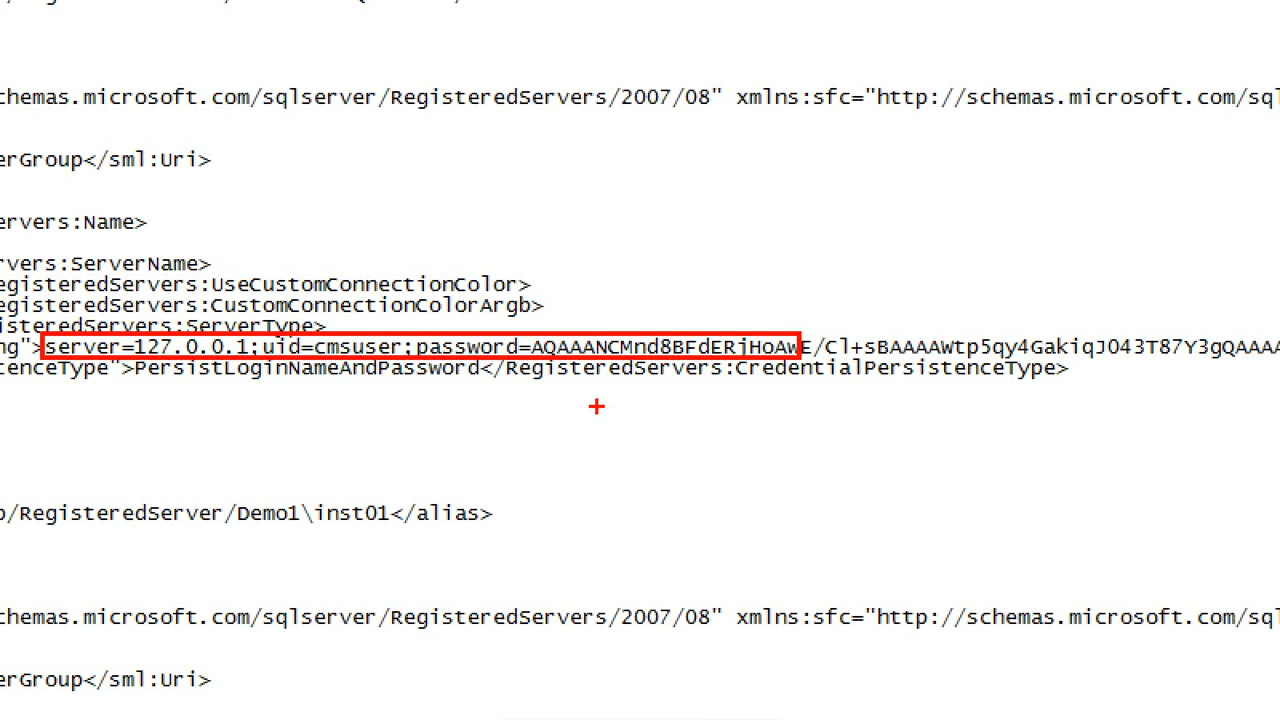 chemas.microsoft.com/sqlserver/RegisteredServers/2007/08" xmlns:sfc="http://schemas.microsoft.com/sql
erGroup</sml:Uri>
ervers:Name>
rvers:ServerName>
egisteredServers:UseCustomConnectionColor>
egisteredServers:CustomConnectionColorArgb>
isteredServers:ServerType>
ng">server=127.0.0.1;uid=cmsuser;password=AQAAANCMnd8BFdERjHoAwE/Cl+sBAAAAWtp5qy4GakiqJO43T87Y3gQAAAA
tenceType">PersistLoginNameAndPassword</RegisteredServers:CredentialPersistenceType>
p/RegisteredServer/Demo1\inst01</alias>
chemas.microsoft.com/sqlserver/RegisteredServers/2007/08" xmlns:sfc="http://schemas.microsoft.com/sql
erGroup</sml:Uri>